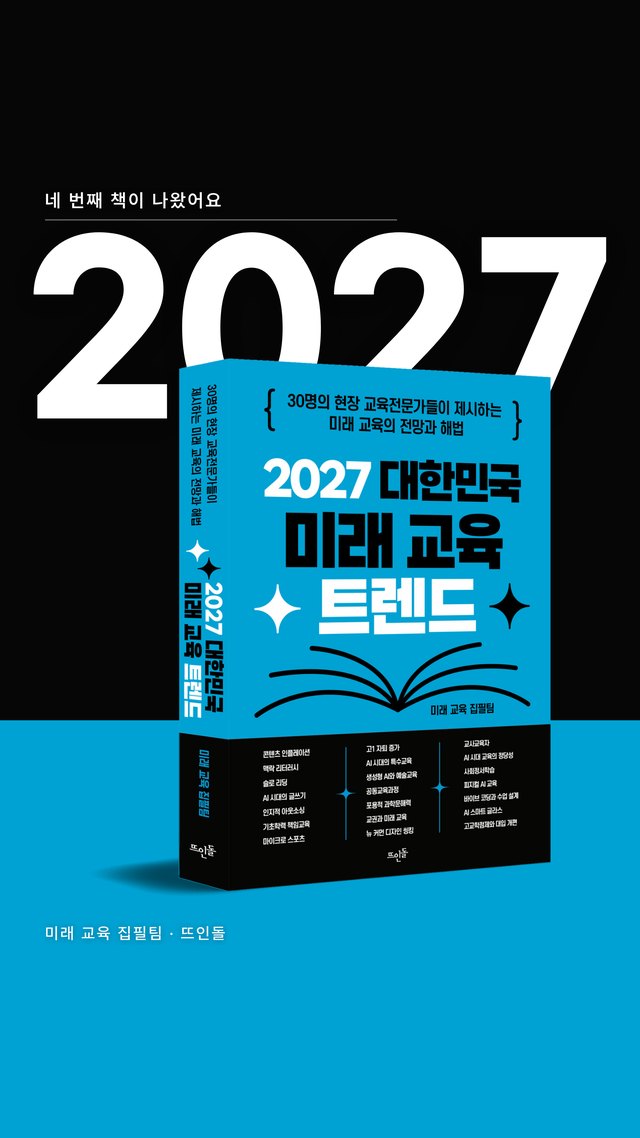 네 번째 책이 나왔어요
2027
30명의 현장 교육전문가들이
제시하는 미래 교육의 전망과 해법
2027 대한민국
미래 교육 트렌드
미래 교육 집필팀
뜨인돌
30명의 현장 교육전문가들이 제시하는
미래 교육의 전망과 해법
2027 대한민국
미래 교육
트렌드
미래 교육 집필팀
콘텐츠 인플레이션
맥락 리터러시
슬로 리딩
AI 시대의 글쓰기
인지적 아웃소싱
기초학력 책임교육
마이크로 스포츠
고1 자퇴 증가
AI 시대의 특수교육
생성형 AI와 예술교육
공동교육과정
포용적 과학문해력
교권과 미래 교육
뉴 커먼 디자인 씽킹
교사교육자
AI 시대 교육의 정당성
사회정서학습
피지컬 AI 교육
바이브 코딩과 수업 설계
AI 스마트 글라스
고교학점제와 대입 개편
뜨인돌
미래 교육 집필팀 · 뜨인돌